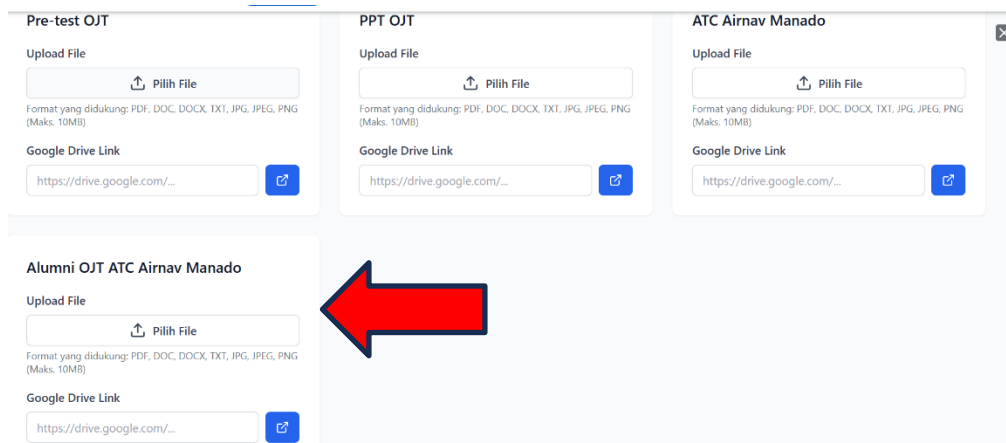 Pre-test OJT
Upload File
Pilih File
Format yang didukung: PDF, DOC, DOCX, TXT, JPG, JPEG, PNG
(Maks. 10MB)
Google Drive Link
https://drive.google.com/...
PPT OJT
Upload File
Pilih File
Format yang didukung: PDF, DOC, DOCX, TXT, JPG, JPEG, PNG
(Maks. 10MB)
Google Drive Link
https://drive.google.com/...
ATC Airnav Manado
Upload File
Pilih File
Format yang didukung: PDF, DOC, DOCX, TXT, JPG, JPEG, PNG
(Maks. 10MB)
Google Drive Link
https://drive.google.com/...
Alumni OJT ATC Airnav Manado
Upload File
Pilih File
Format yang didukung: PDF, DOC, DOCX, TXT, JPG, JPEG, PNG
(Maks. 10MB)
Google Drive Link
https://drive.google.com/...